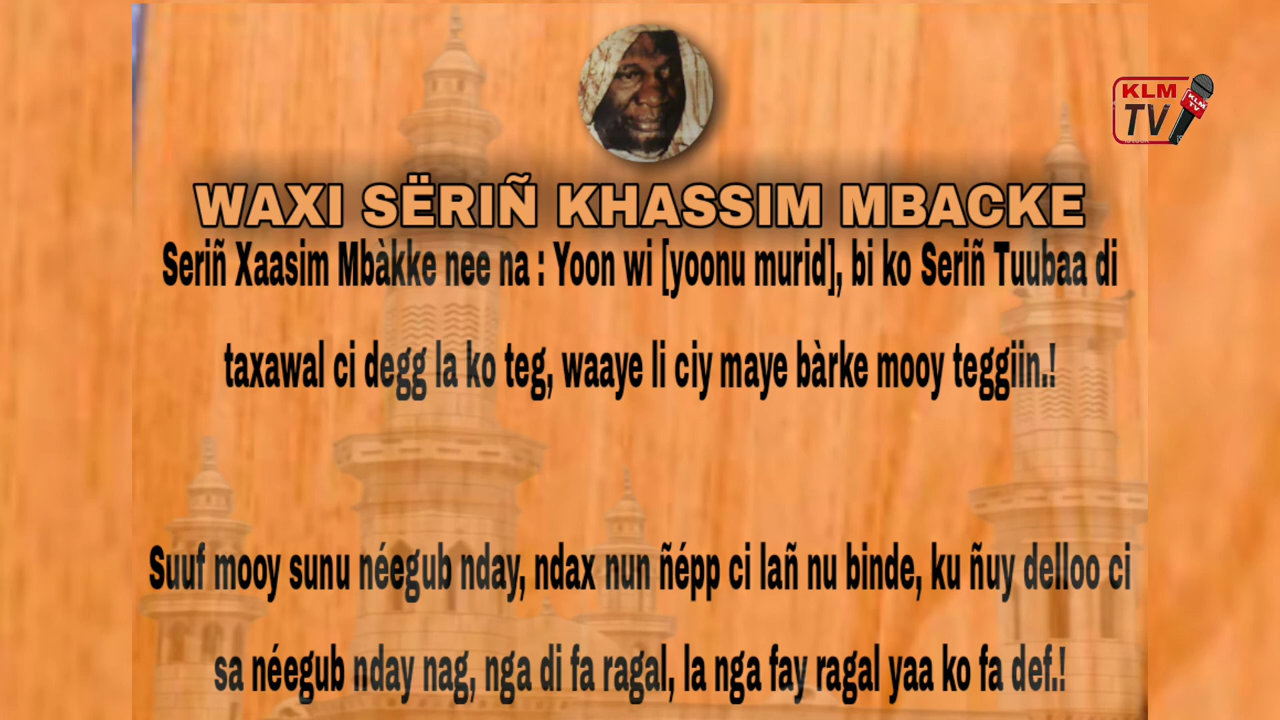 KLM
TV
KLM
TV
WAXI SËRIÑ KHASSIM MBACKE
Seriñ Xaasim Mbàkke nee na : Yoon wi [yoonu murid], bi ko Seriñ Tuubaa di
taxawal ci degg la ko teg, waaye li ciy maye bàrke mooy teggiin.!
Suuf mooy sunu néegub nday, ndax nun ñépp ci lañ nu binde, ku ñuy delloo ci
sa néegub nday nag, nga di fa ragal, la nga fay ragal yaa ko fa def.!